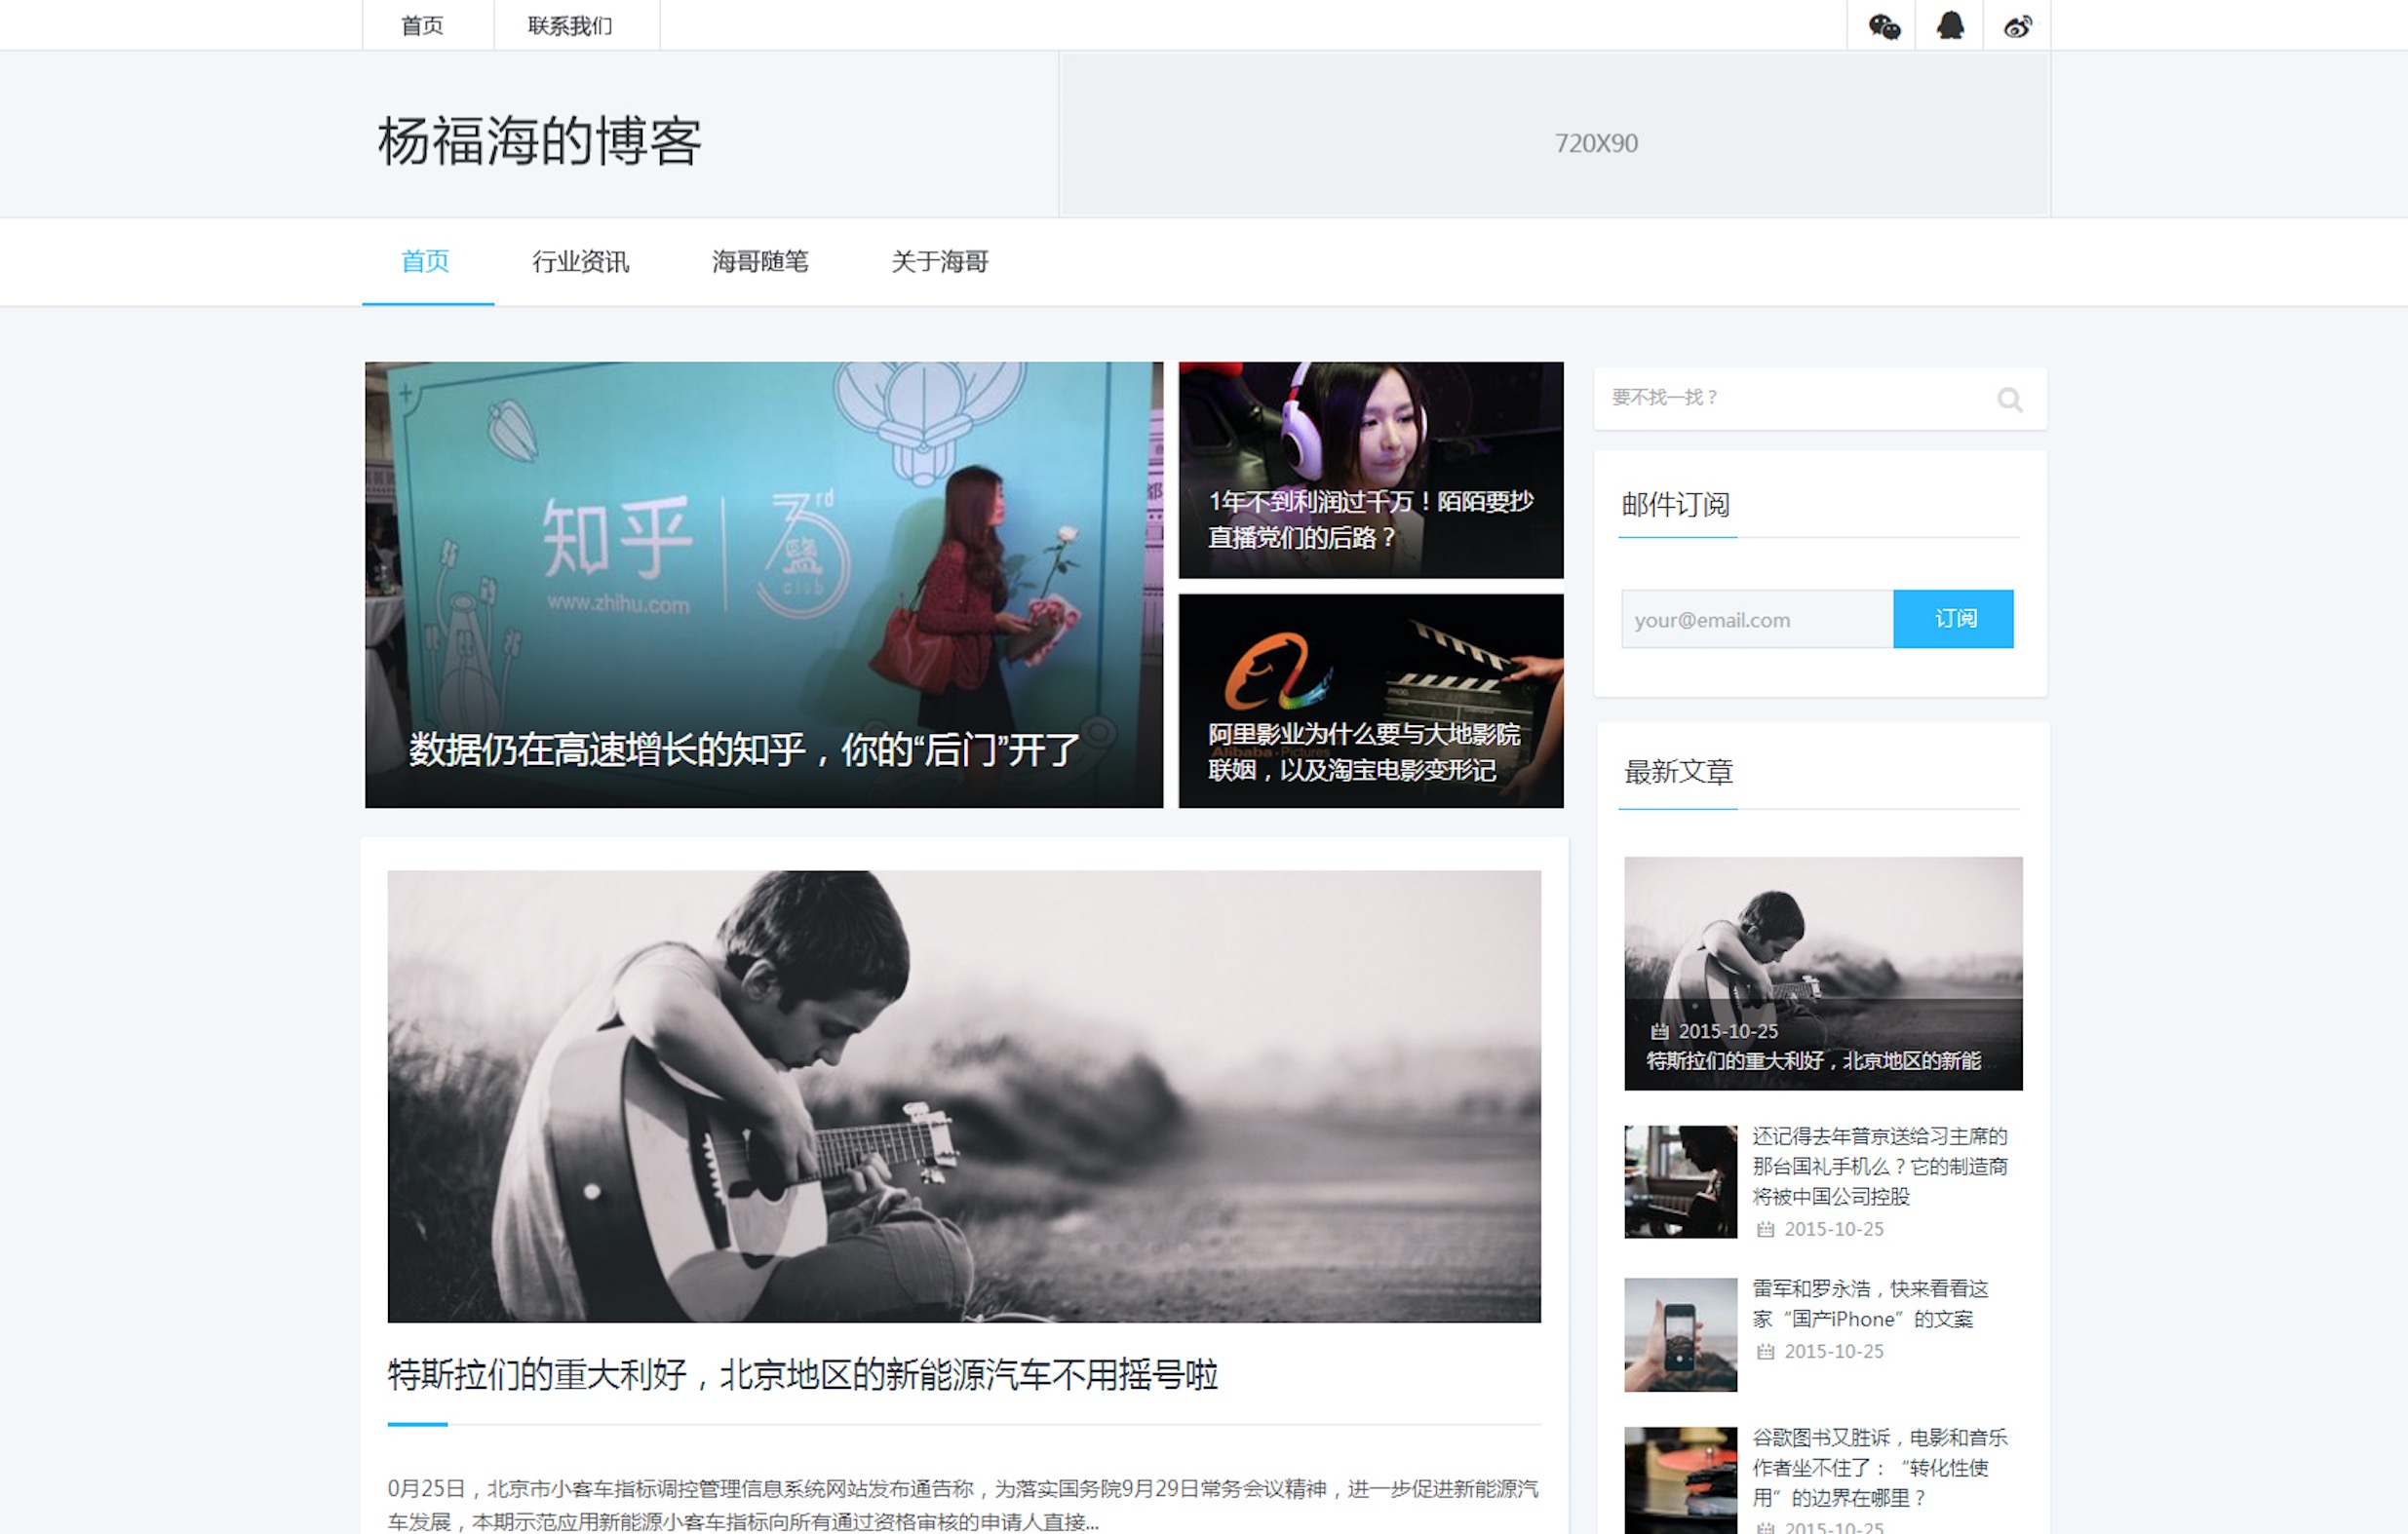 首页
联系我们
杨福海的博客
720X90
首页
行业资讯
海哥随笔
关于海哥
知乎
www.zhihu.com
3rd
盐
club
数据仍在高速增长的知乎，你的“后门”开了
1年不到利润过千万！陌陌要抄
直播党们的后路？
PROD.
Alibaba Pictures
阿里影业为什么要与大地影院
联姻，以及淘宝电影变形记
特斯拉们的重大利好，北京地区的新能源汽车不用摇号啦
0月25日，北京市小客车指标调控管理信息系统网站发布通告称，为落实国务院9月29日常务会议精神，进一步促进新能源汽
车发展，本期示范应用新能源小客车指标向所有通过资格审核的申请人直接...
要不找一找？
邮件订阅
your@email.com
订阅
最新文章
2015-10-25
特斯拉们的重大利好，北京地区的新能
还记得去年普京送给习主席的
那台国礼手机么？它的制造商
将被中国公司控股
2015-10-25
雷军和罗永浩，快来看看这
家“国产iPhone”的文案
2015-10-25
谷歌图书又胜诉，电影和音乐
作者坐不住了：“转化性使
用”的边界在哪里？
2015-10-25